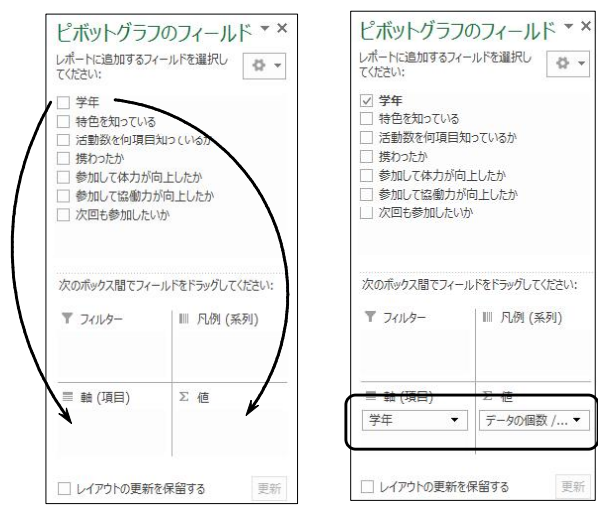 ピボットグラフのフィールド
レポートに追加するフィールドを選択し
てください:
学年
特色を知っている
活動数を何項目知っているか
携わったか
参加して体力が向上したか
参加して協働力が向上したか
次回も参加したいか
次のボックス間でフィールドをドラッグしてください:
フィルター
凡例 (系列)
軸 (項目)
Σ 値
レイアウトの更新を保留する
更新
ピボットグラフのフィールド
レポートに追加するフィールドを選択し
てください:
学年
特色を知っている
活動数を何項目知っているか
携わったか
参加して体力が向上したか
参加して協働力が向上したか
次回も参加したいか
次のボックス間でフィールドをドラッグしてください:
フィルター
凡例 (系列)
軸 (項目)
Σ 値
学年
データの個数 /...
レイアウトの更新を保留する
更新